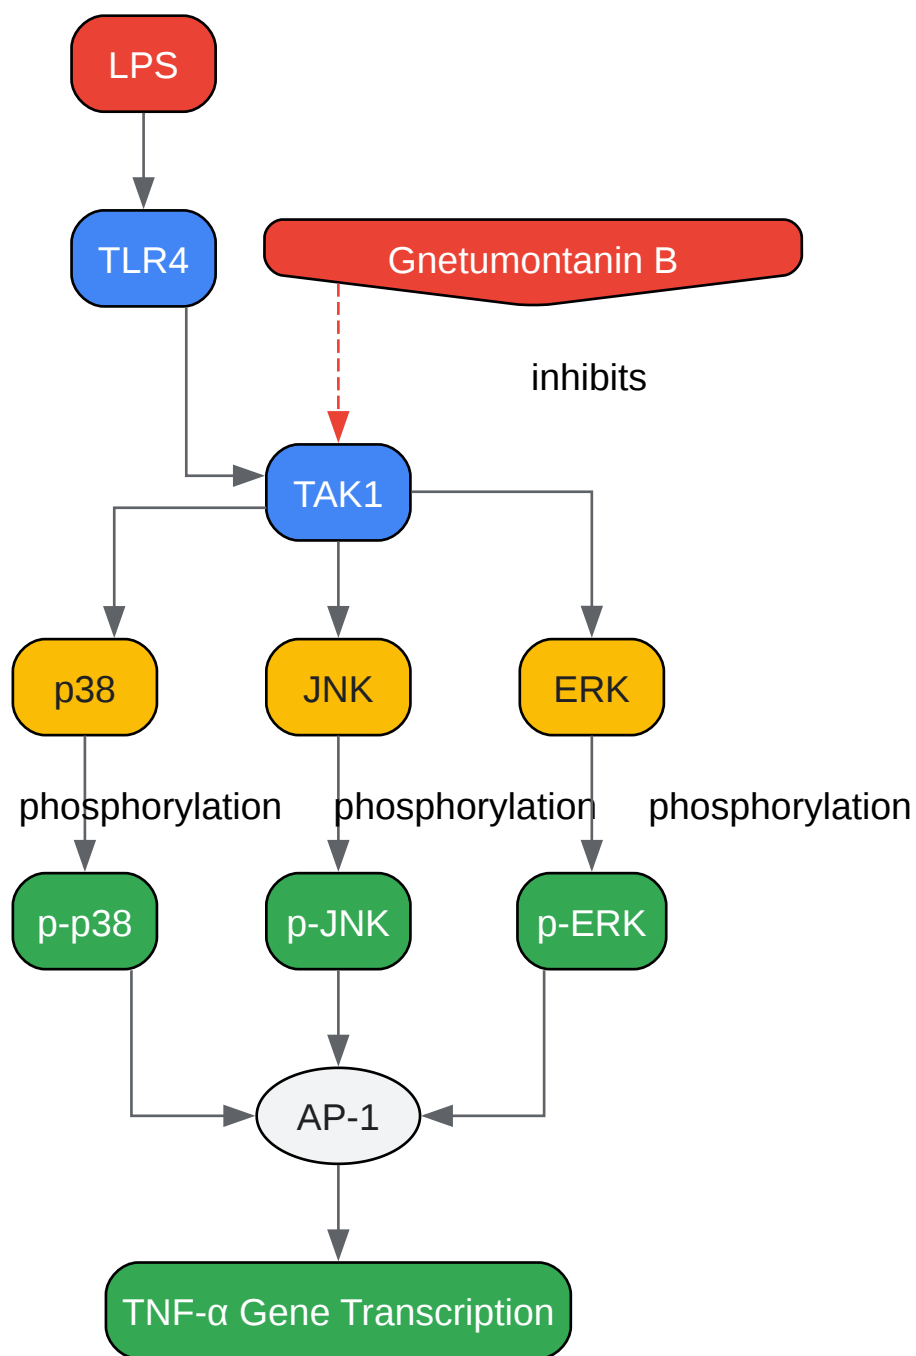 LPS
TLR4
Gnetumontanin B
inhibits
TAK1
p38
JNK
ERK
phosphorylation
phosphorylation
phosphorylation
p-p38
p-JNK
p-ERK
AP-1
TNF-α Gene Transcription